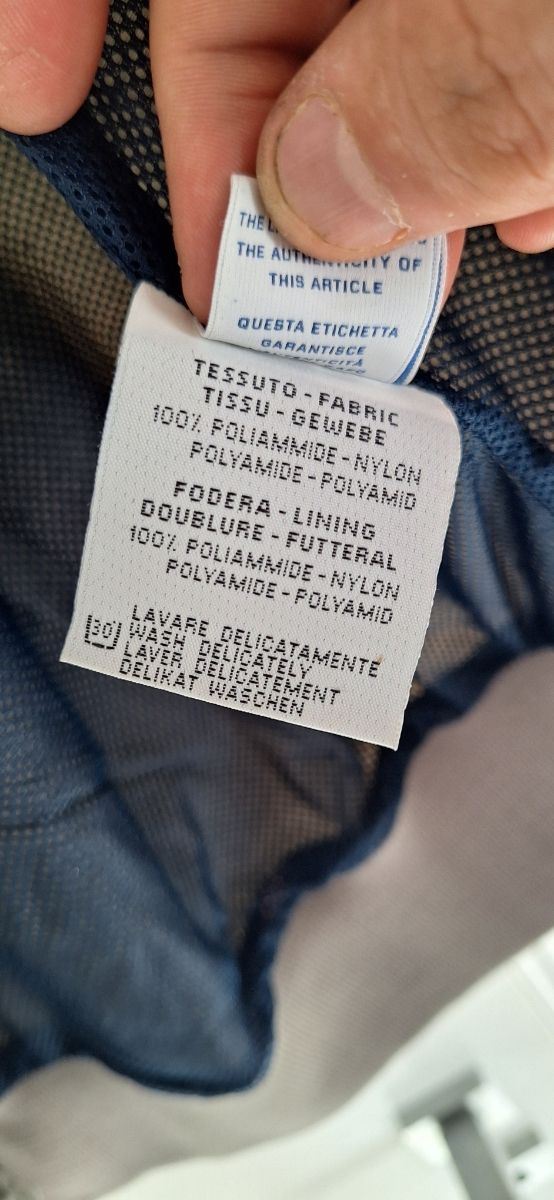 THE
THE AUTHENTICITY OF
THIS ARTICLE
QUESTA ETICHETTA
GARANTISCE
TESSUTO - FABRIC
TISSU - GEWEBE
100% POLIAMMIDE - NYLON
POLYAMIDE - POLYAMID
FODERA - LINING
DOUBLURE - FUTTERAL
100% POLIAMMIDE - NYLON
POLYAMIDE - POLYAMID
30
LAVARE DELICATAMENTE
WASH DELICATELY
LAVER DELICATEMENT
DELIKAT WASCHEN